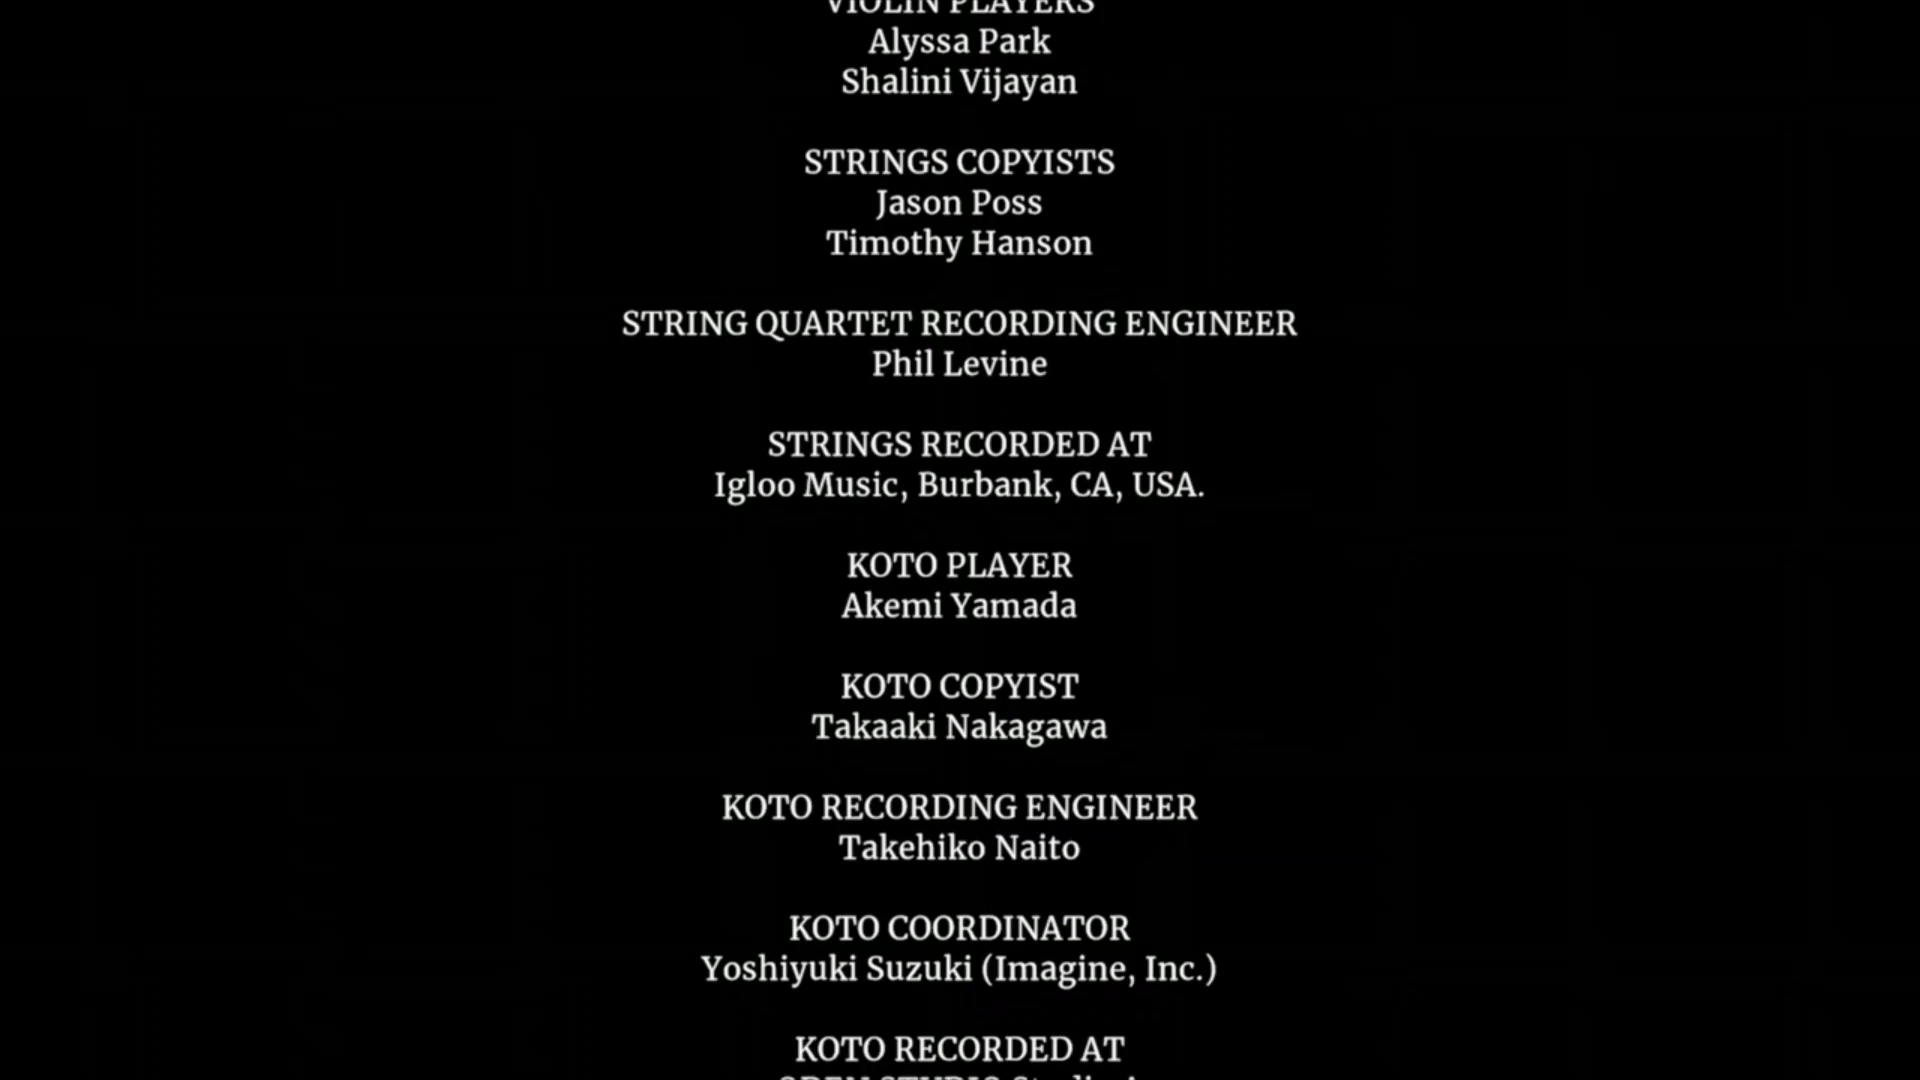 VIOLIN PLAYERS
Alyssa Park
Shalini Vijayan
STRINGS COPYISTS
Jason Poss
Timothy Hanson
STRING QUARTET RECORDING ENGINEER
Phil Levine
STRINGS RECORDED AT
Igloo Music, Burbank, CA, USA.
KOTO PLAYER
Akemi Yamada
KOTO COPYIST
Takaaki Nakagawa
KOTO RECORDING ENGINEER
Takehiko Naito
KOTO COORDINATOR
Yoshiyuki Suzuki (Imagine, Inc.)
KOTO RECORDED AT